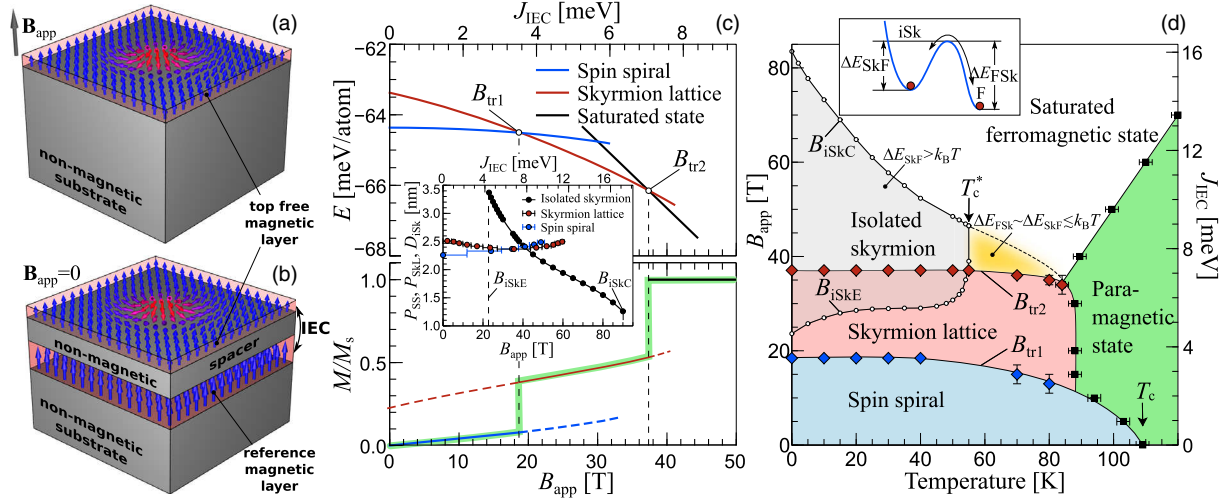 B_app
(a)
non-magnetic
substrate
top free
magnetic
layer
(b)
B_app=0
IEC
non-magnetic
spacer
non-magnetic
substrate
reference
magnetic
layer
J_IEC [meV]
0 2 4 6 8
(c)
−62
−64
−66
−68
E [meV/atom]
Spin spiral
Skyrmion lattice
Saturated state
B_tr1
B_tr2
J_IEC [meV]
0 4 8 12 16
3.5
3.0
2.5
2.0
1.5
1.0
P_SS, P_SkL, D_iSk [nm]
Isolated skyrmion
Skyrmion lattice
Spin spiral
B_iSkE
B_iSkC
0 20 40 60 80
B_app [T]
1.0
0.5
0.0
M/M_s
0 10 20 30 40 50
B_app [T]
(d)
iSk
ΔE_SkF
ΔE_FSk
F
Saturated
ferromagnetic state
B_iSkC
ΔE_SkF>k_BT
T_c^*
ΔE_FSk~ΔE_SkF≲k_BT
Isolated
skyrmion
B_iSkE
B_tr2
Skyrmion lattice
Para-
magnetic
state
B_tr1
Spin spiral
T_c
80
60
40
20
0
B_app [T]
16
12
8
4
0
J_IEC [meV]
0 20 40 60 80 100 120
Temperature [K]